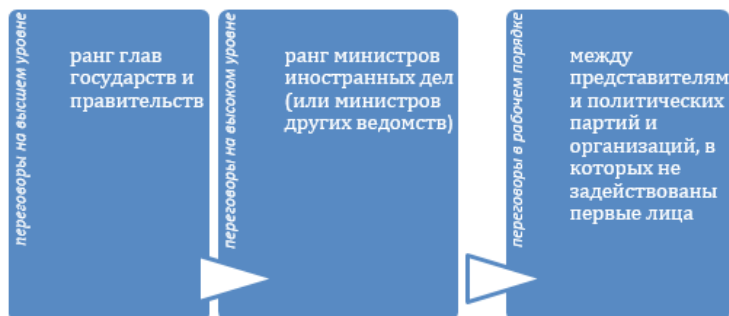 переговоры на высшем уровне
ранг глав
государств и
правительств
переговоры на высоком уровне
ранг министров
иностранных дел
(или министров
других ведомств)
переговоры в рабочем порядке
между
представителям
и политических
партий и
организаций, в
которых не
задействованы
первые лица